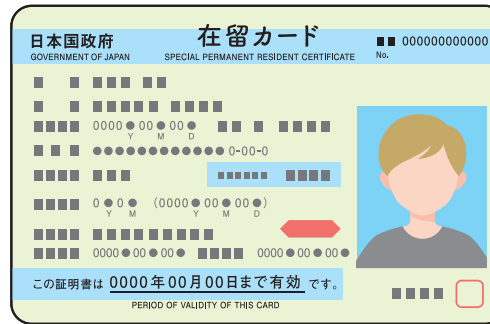 日本国政府 在留カード ■■ 000000000000
GOVERNMENT OF JAPAN SPECIAL PERMANENT RESIDENT CERTIFICATE No.
■ ■ ■■■ ■■
■ ■ ■■■■■ ■■■■
■■■■ 0000●00●00● ■■ ■ ■■■■
Y M D
■ ■ ■ ●●●●●●●●●●●● 0-00-0
■■■■ ■■■ ■■■■■■ ■■■■
■■■■ 0●0● (0000●00●00●)
Y M Y M D
■■■■ ■■■■■■■■■
■■■■ 0000●00●00● ■■■■ 0000●00●00●
この証明書は 0000年00月00日まで有効 です。
■■■■
PERIOD OF VALIDITY OF THIS CARD